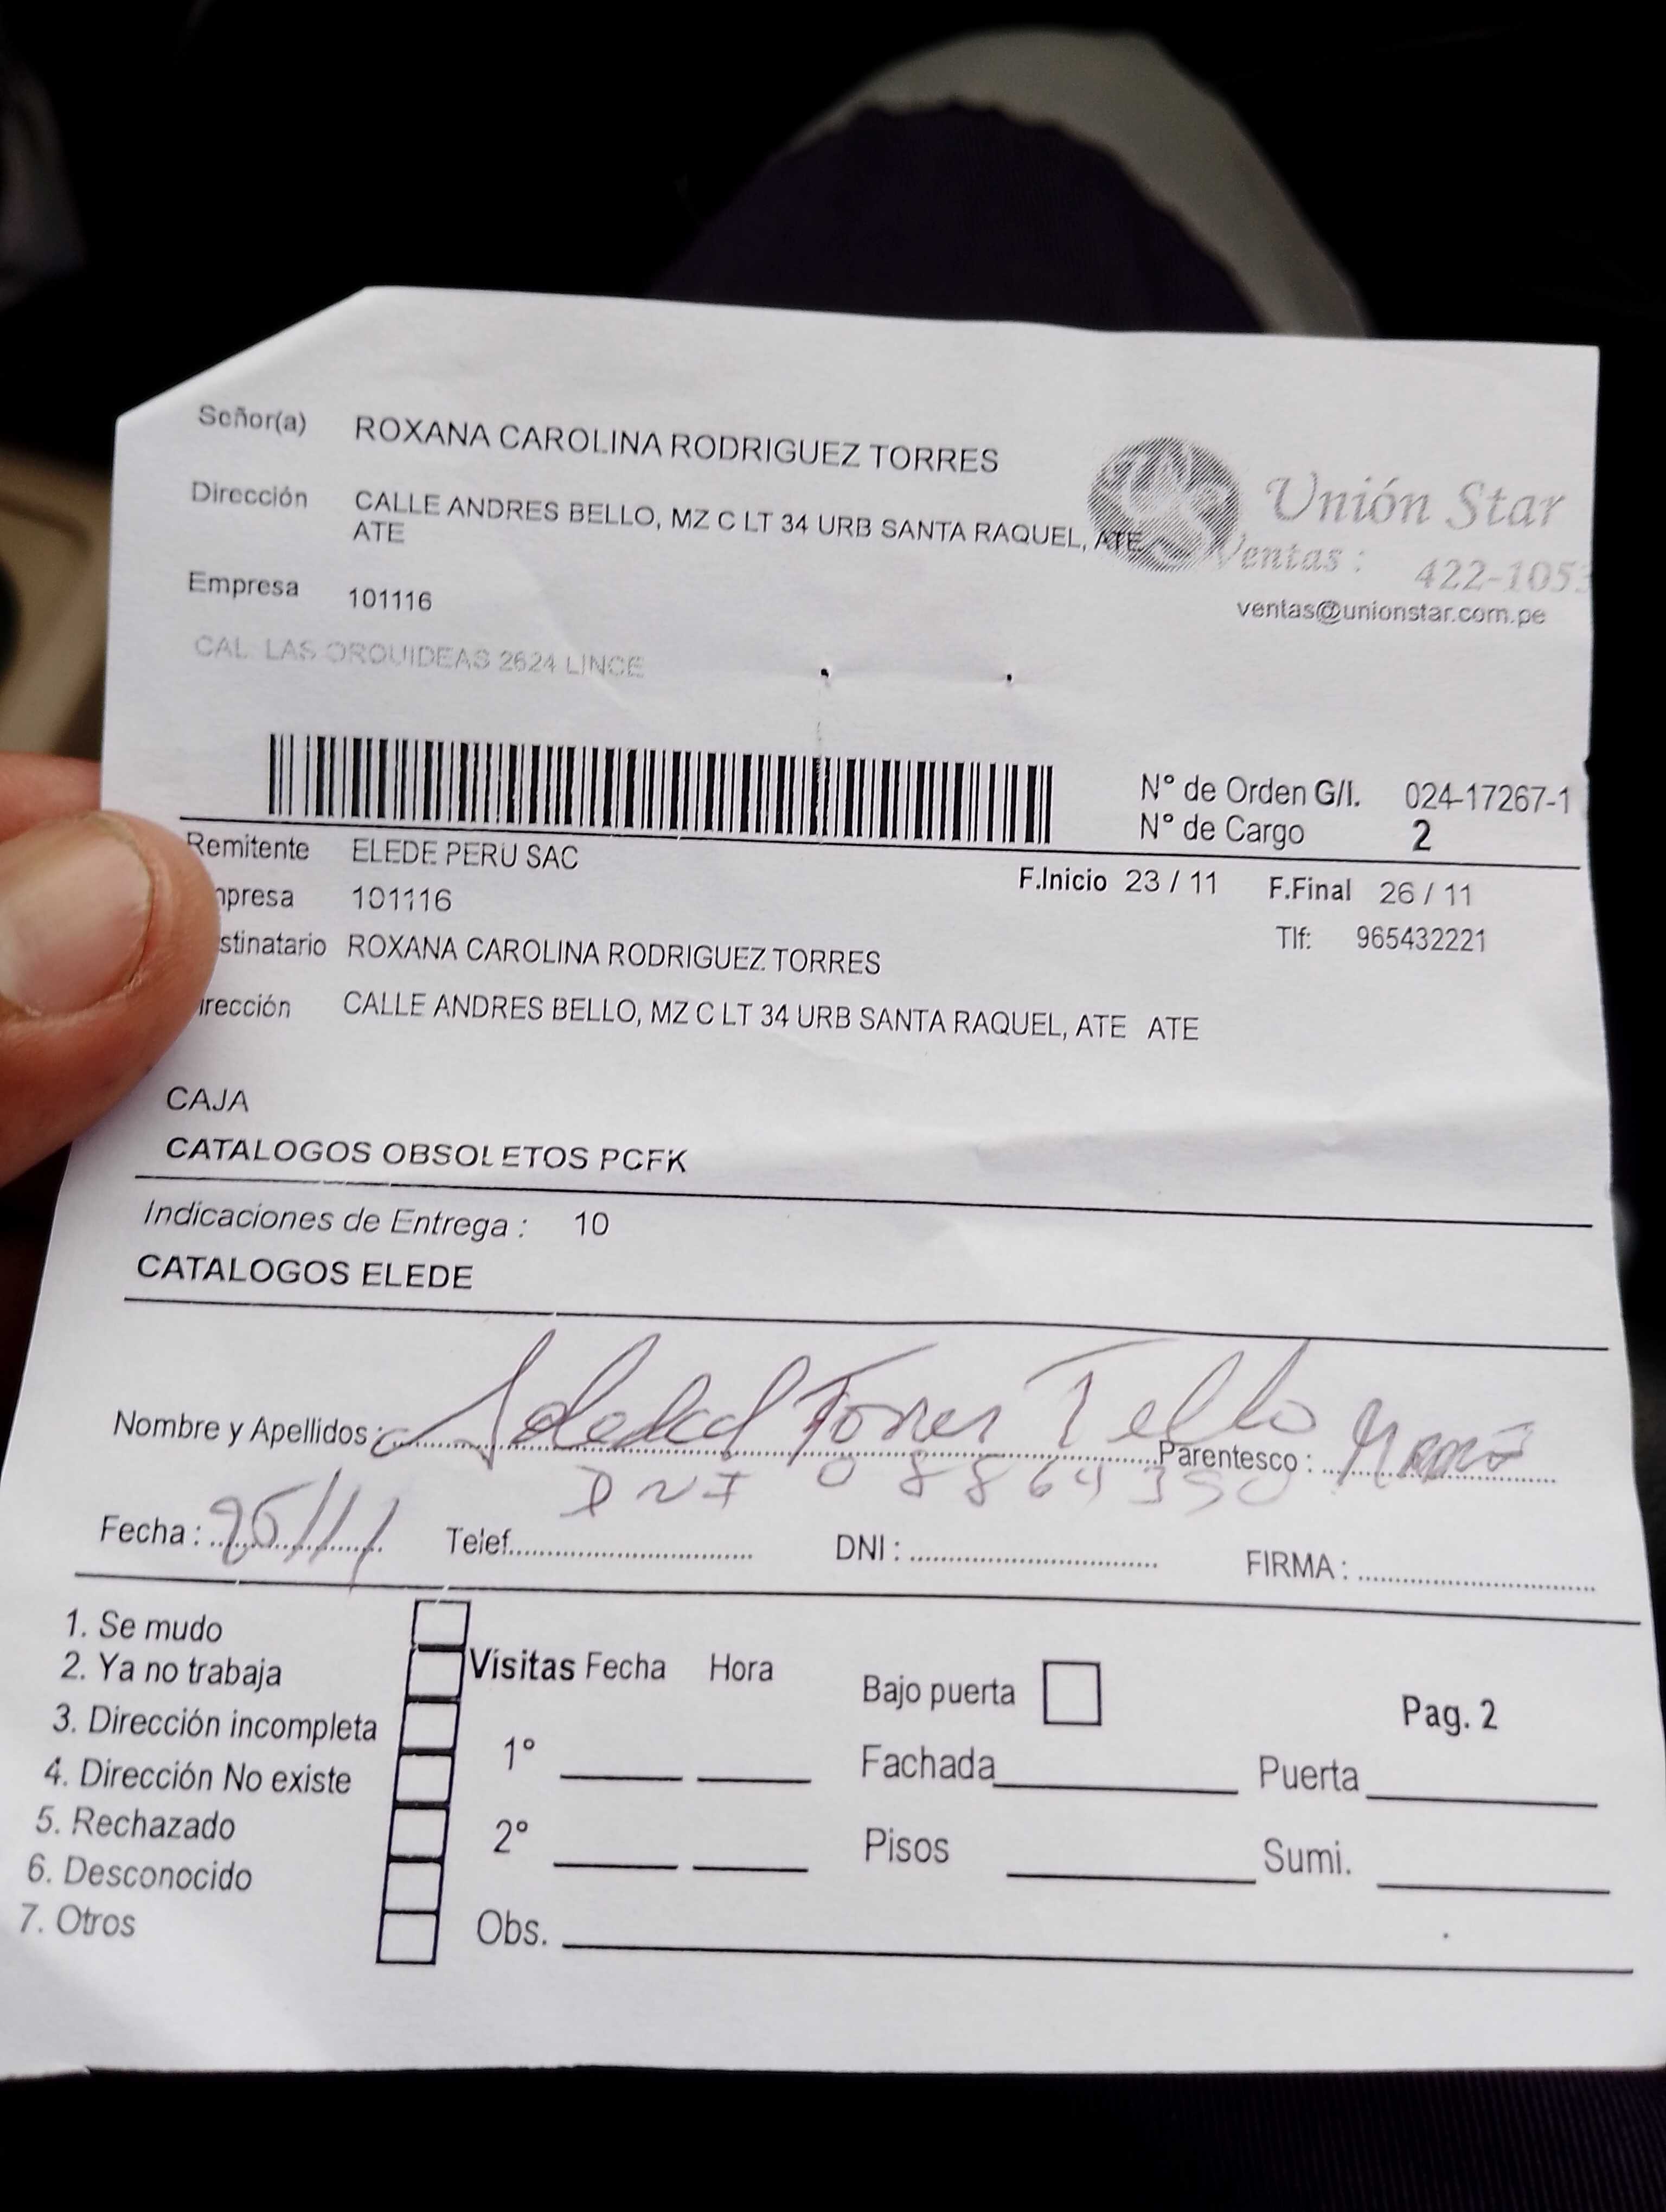 Señor(a) ROXANA CAROLINA RODRIGUEZ TORRES
Unión Star
Dirección CALLE ANDRES BELLO, MZ C LT 34 URB SANTA RAQUEL, ATE
ATE
Ventas : 422-1053
Empresa 101116
ventas@unionstar.com.pe
CAL. LAS ORQUIDEAS 2624 LINCE
N° de Orden G/I. 024-17267-1
N° de Cargo 2
Remitente ELEDE PERU SAC
F.Inicio 23 / 11 F.Final 26 / 11
mpresa 101116
Tlf: 965432221
stinatario ROXANA CAROLINA RODRIGUEZ TORRES
irección CALLE ANDRES BELLO, MZ C LT 34 URB SANTA RAQUEL, ATE ATE
CAJA
CATALOGOS OBSOLETOS PCFK
Indicaciones de Entrega : 10
CATALOGOS ELEDE
Nombre y Apellidos: Soledad Torres Tello Parentesco :
DNI 08864350
Fecha : 25/11 Telef. DNI : FIRMA :
1. Se mudo
2. Ya no trabaja
3. Dirección incompleta
4. Dirección No existe
5. Rechazado
6. Desconocido
7. Otros
Visitas Fecha Hora
1°
2°
Obs.
Bajo puerta
Pag. 2
Fachada Puerta
Pisos Sumi.